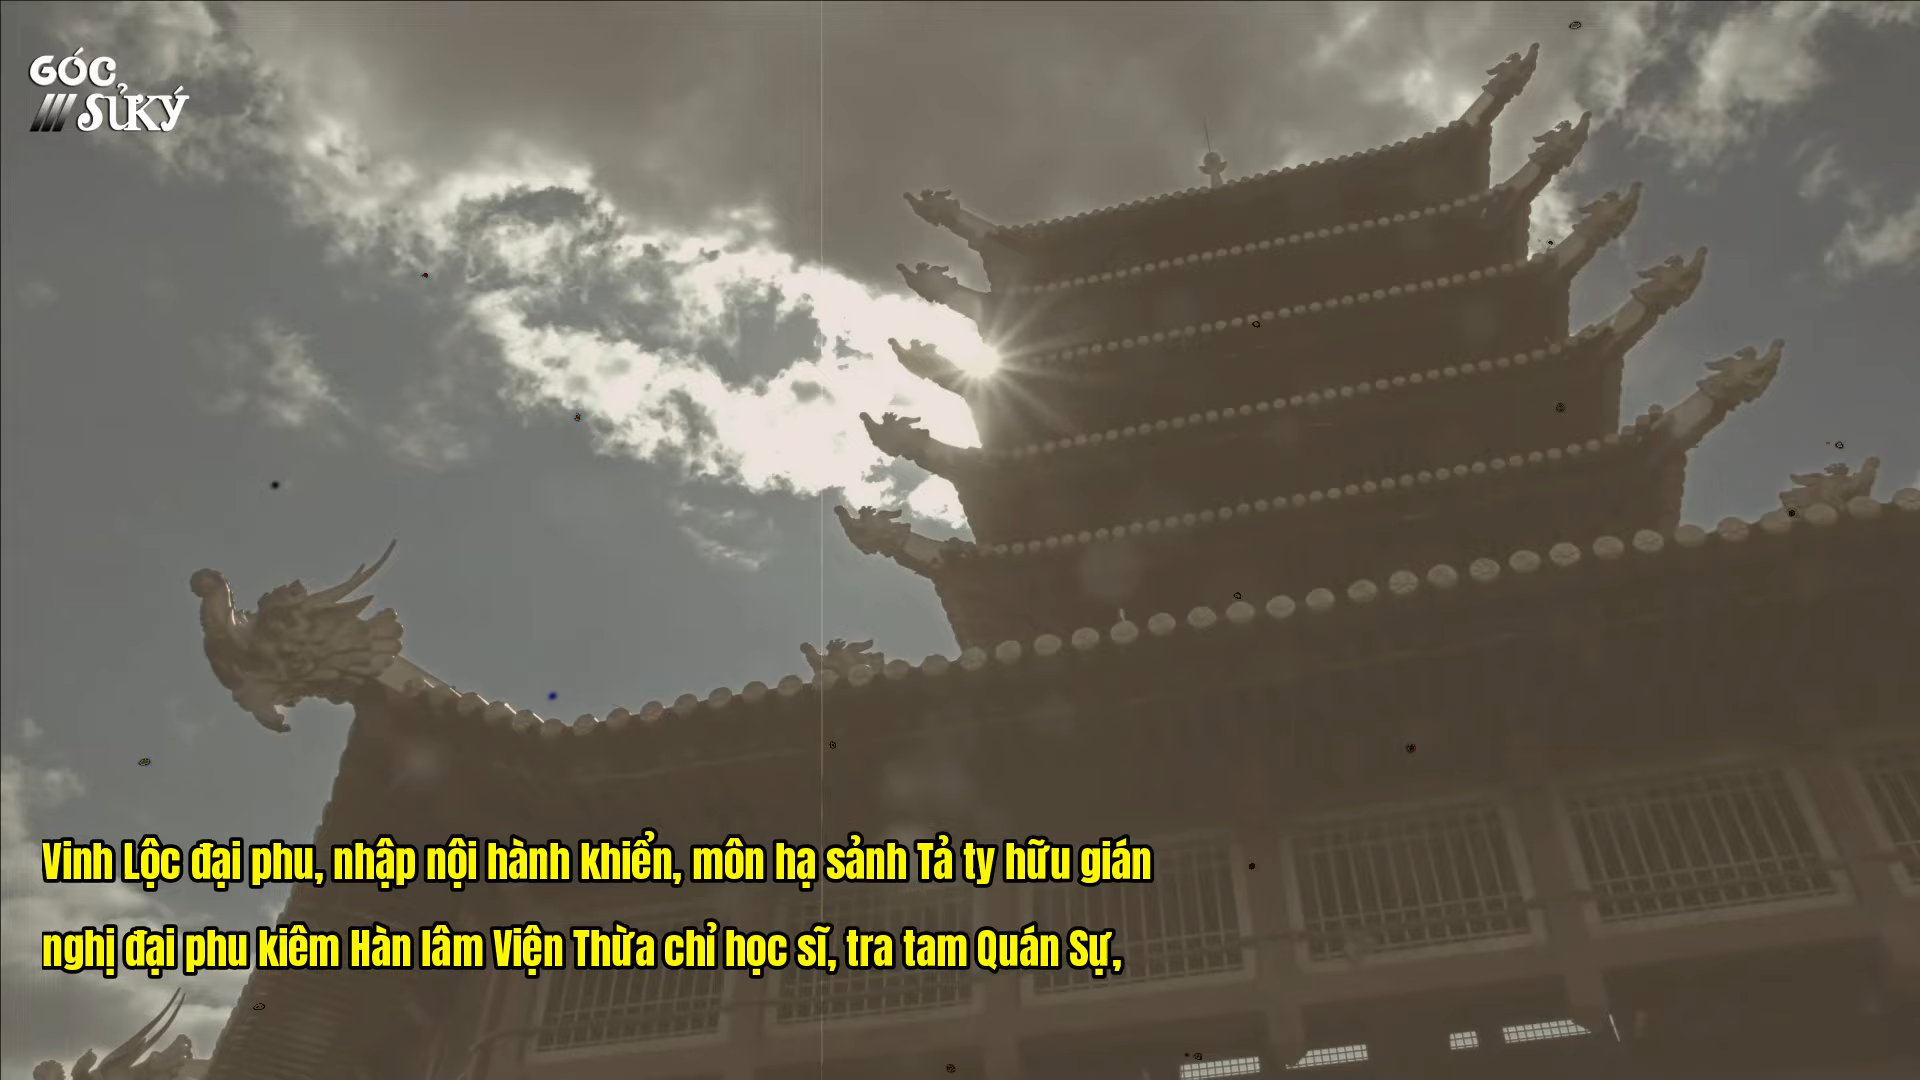 GÓC
SỬ KÝ
Vinh Lộc đại phu, nhập nội hành khiển, môn hạ sảnh Tả ty hữu gián
nghị đại phu kiêm Hàn lâm Viện Thừa chỉ học sĩ, tra tam Quán Sự,